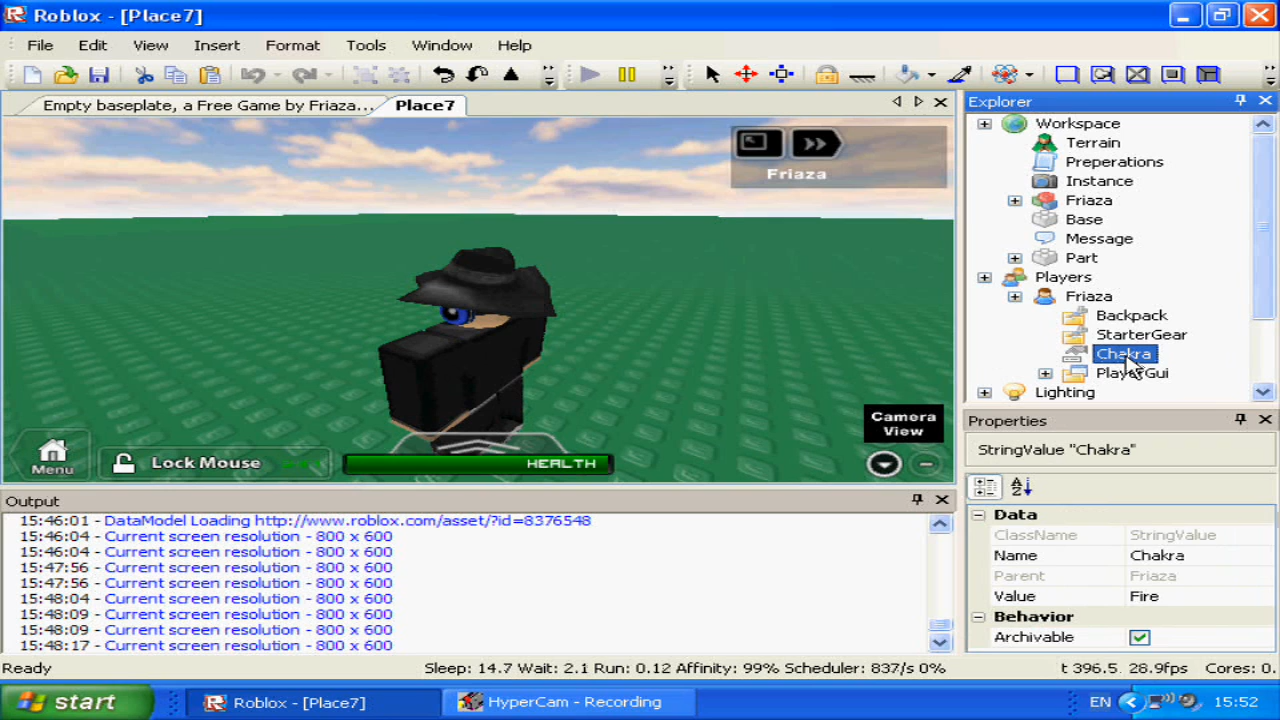 Roblox - [Place7]
File Edit View Insert Format Tools Window Help
Empty baseplate, a Free Game by Friaza... Place7
Friaza
Camera
View
Menu
Lock Mouse
HEALTH
Explorer
Workspace
Terrain
Preperations
Instance
Friaza
Base
Message
Part
Players
Friaza
Backpack
StarterGear
Chakra
PlayerGui
Lighting
Properties
StringValue "Chakra"
Data
ClassName StringValue
Name Chakra
Parent Friaza
Value Fire
Behavior
Archivable
Output
15:46:01 - DataModel Loading http://www.roblox.com/asset/?id=8376548
15:46:04 - Current screen resolution - 800 x 600
15:46:04 - Current screen resolution - 800 x 600
15:47:56 - Current screen resolution - 800 x 600
15:47:56 - Current screen resolution - 800 x 600
15:48:04 - Current screen resolution - 800 x 600
15:48:09 - Current screen resolution - 800 x 600
15:48:09 - Current screen resolution - 800 x 600
15:48:17 - Current screen resolution - 800 x 600
Ready Sleep: 14.7 Wait: 2.1 Run: 0.12 Affinity: 99% Scheduler: 837/s 0% t 396.5 28.9fps Cores: 0.
start Roblox - [Place7] HyperCam - Recording EN 15:52